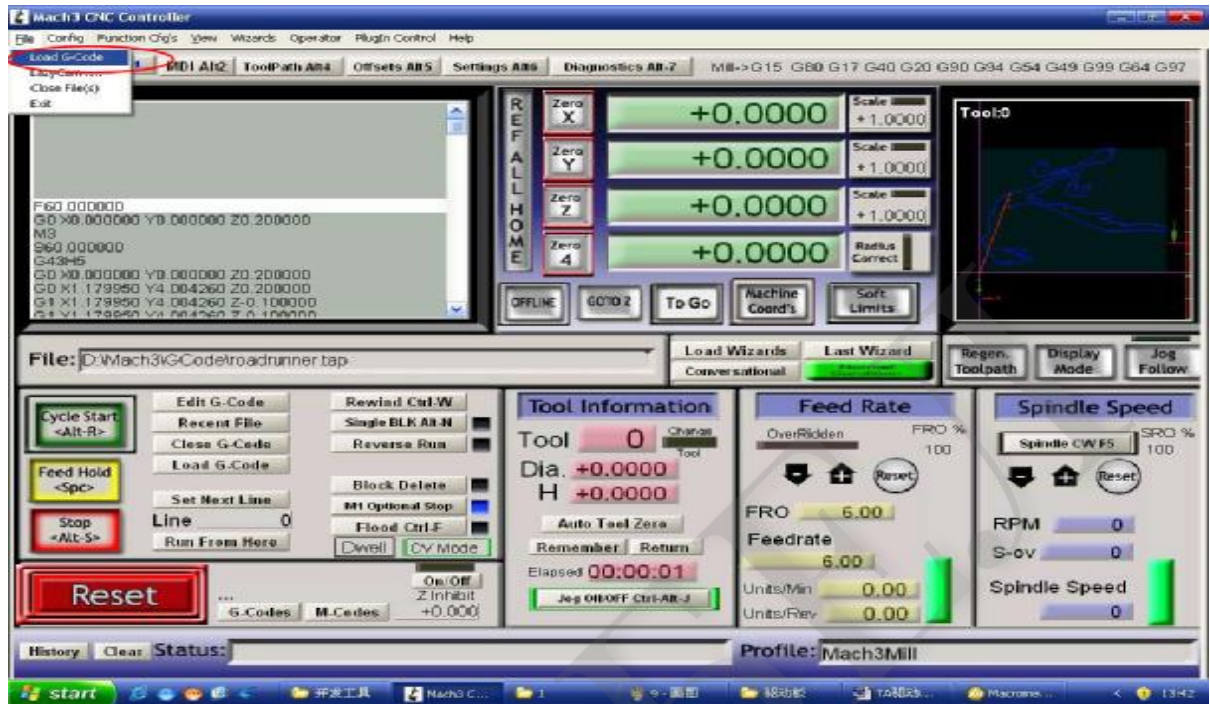 Mach3 CNC Controller
File Config Function Cfg's View Wizards Operator PlugIn Control Help
Load G-Code
Close File(s)
Exit
MDI Alt2 ToolPath Alt4 Offsets Alt5 Settings Alt6 Diagnostics Alt-7 Mill->G15 G80 G17 G40 G20 G90 G94 G54 G49 G99 G64 G97
F60.000000
G0 X0.000000 Y0.000000 Z0.200000
M3
S60.000000
G43H5
G0 X0.000000 Y0.000000 Z0.200000
G0 X1.179950 Y4.084260 Z0.200000
G1 X1.179950 Y4.084260 Z-0.100000
REF ALL HOME
Zero X +0.0000 Scale +1.0000
Zero Y +0.0000 Scale +1.0000
Zero Z +0.0000 Scale +1.0000
Zero 4 +0.0000 Radius Correct
OFFLINE GOTO Z To Go Machine Coord's Soft Limits
Tool:0
File: D:\Mach3\GCode\roadrunner.tap
Load Wizards Last Wizard
Conversational
Regen. Toolpath Display Mode Jog Follow
Cycle Start <Alt-R>
Feed Hold <Spc>
Stop <Alt-S>
Edit G-Code
Recent File
Close G-Code
Load G-Code
Set Next Line
Line 0
Run From Here
Rewind Ctrl-W
Single BLK Alt-N
Reverse Run
Block Delete
M1 Optional Stop
Flood Ctrl-F
Dwell CV Mode
Reset
...
G-Codes M-Codes
On/Off
Z Inhibit
+0.000
Tool Information
Tool 0 Change Tool
Dia. +0.0000
H +0.0000
Auto Tool Zero
Remember Return
Elapsed 00:00:01
Jog ON/OFF Ctrl-Alt-J
Feed Rate
OverRidden FRO %
100
Reset
FRO 6.00
Feedrate
6.00
Units/Min 0.00
Units/Rev 0.00
Spindle Speed
Spindle CW F5 SRO %
100
Reset
RPM 0
S-ov 0
Spindle Speed
0
History Clear Status:
Profile: Mach3Mill
start 开发工具 Mach3 C... 1 9 - 画图 驱动板 13:42